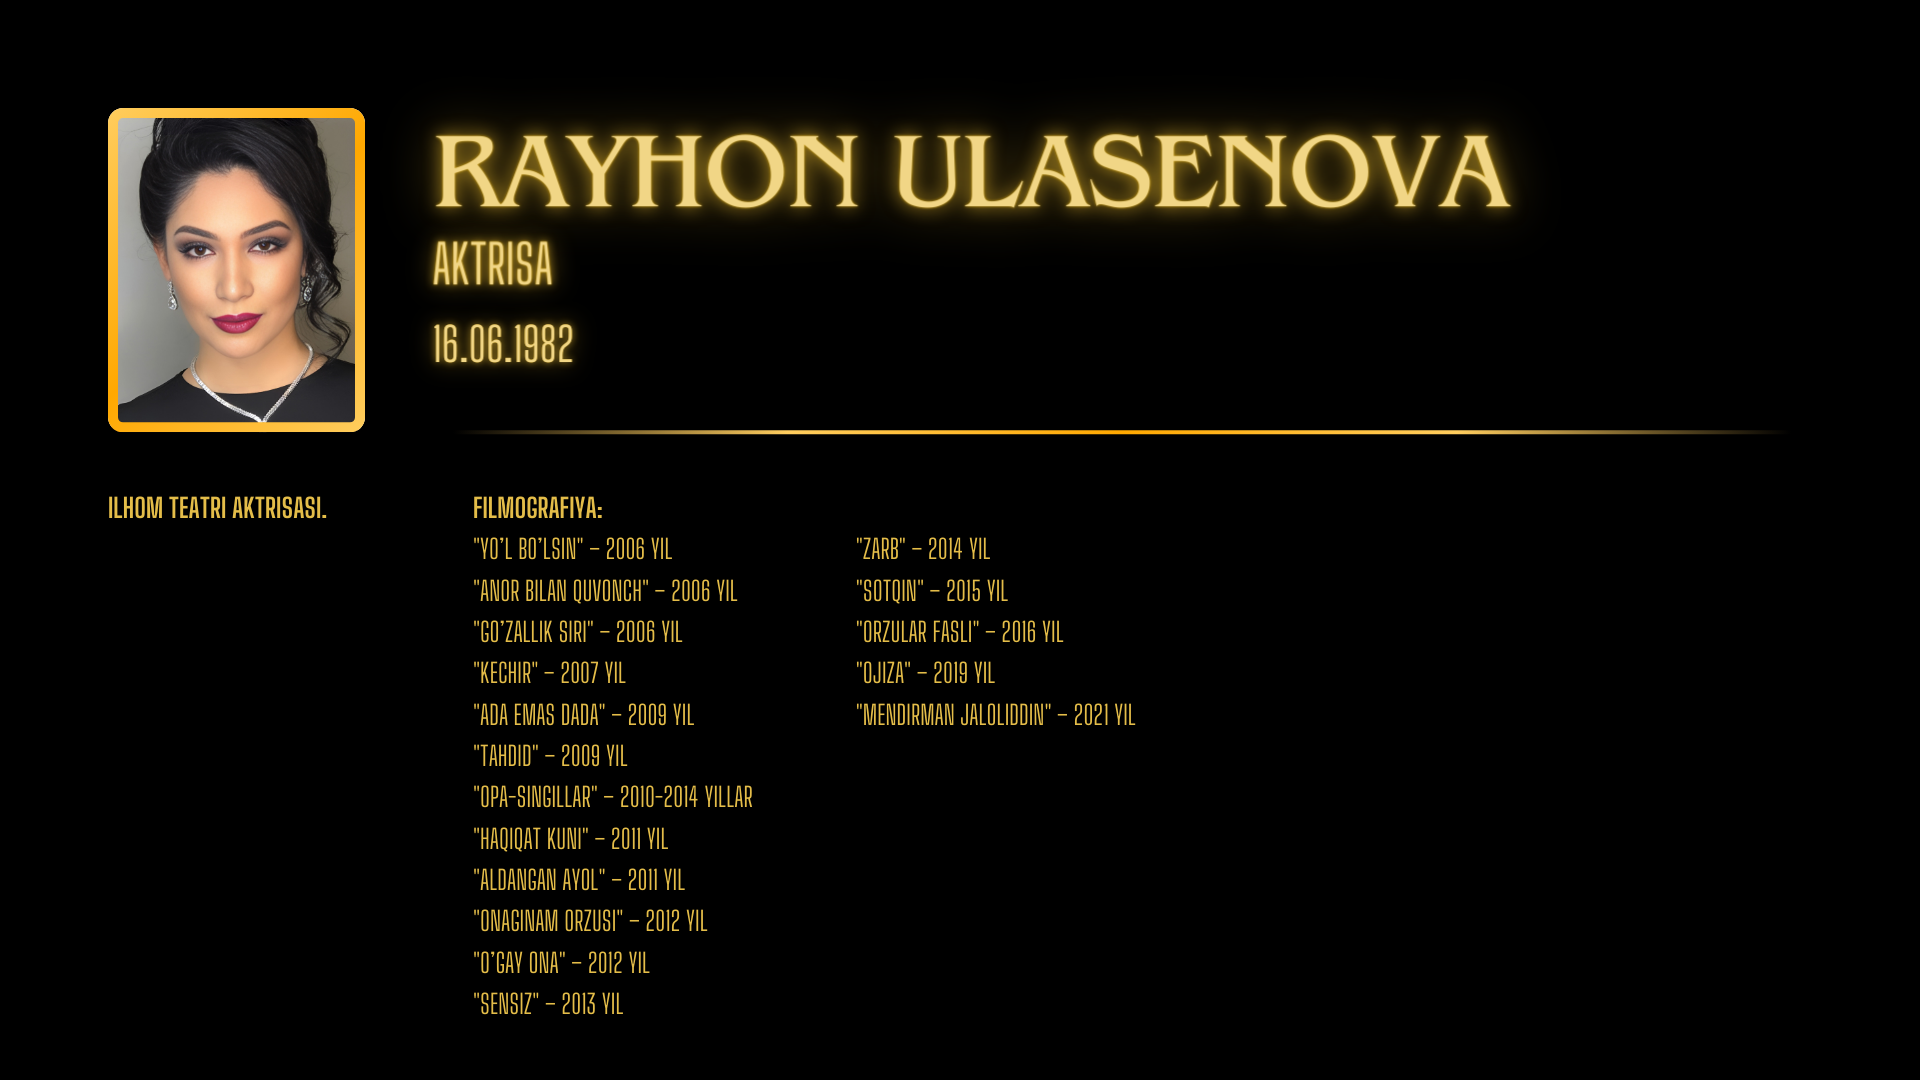 RAYHON ULASENOVA
AKTRISA
16.06.1982
ILHOM TEATRI AKTRISASI.
FILMOGRAFIYA:
"YO’L BO’LSIN" – 2006 YIL
"ANOR BILAN QUVONCH" – 2006 YIL
"GO’ZALLIK SIRI" – 2006 YIL
"KECHIR" – 2007 YIL
"ADA EMAS DADA" – 2009 YIL
"TAHDID" – 2009 YIL
"OPA-SINGILLAR" – 2010-2014 YILLAR
"HAQIQAT KUNI" – 2011 YIL
"ALDANGAN AYOL" – 2011 YIL
"ONAGINAM ORZUSI" – 2012 YIL
"O’GAY ONA" – 2012 YIL
"SENSIZ" – 2013 YIL
"ZARB" – 2014 YIL
"SOTQIN" – 2015 YIL
"ORZULAR FASLI" – 2016 YIL
"OJIZA" – 2019 YIL
"MENDIRMAN JALOLIDDIN" – 2021 YIL